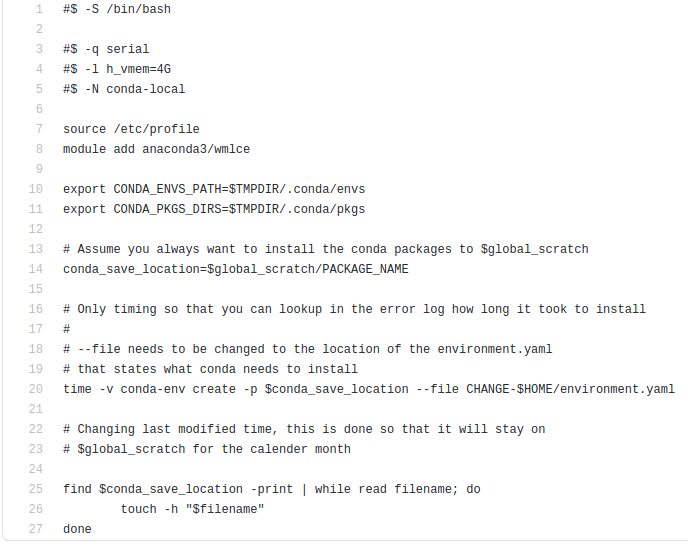 1 #$ -S /bin/bash
2
3 #$ -q serial
4 #$ -l h_vmem=4G
5 #$ -N conda-local
6
7 source /etc/profile
8 module add anaconda3/wmlce
9
10 export CONDA_ENVS_PATH=$TMPDIR/.conda/envs
11 export CONDA_PKGS_DIRS=$TMPDIR/.conda/pkgs
12
13 # Assume you always want to install the conda packages to $global_scratch
14 conda_save_location=$global_scratch/PACKAGE_NAME
15
16 # Only timing so that you can lookup in the error log how long it took to install
17 #
18 # --file needs to be changed to the location of the environment.yaml
19 # that states what conda needs to install
20 time -v conda-env create -p $conda_save_location --file CHANGE-$HOME/environment.yaml
21
22 # Changing last modified time, this is done so that it will stay on
23 # $global_scratch for the calender month
24
25 find $conda_save_location -print | while read filename; do
26         touch -h "$filename"
27 done